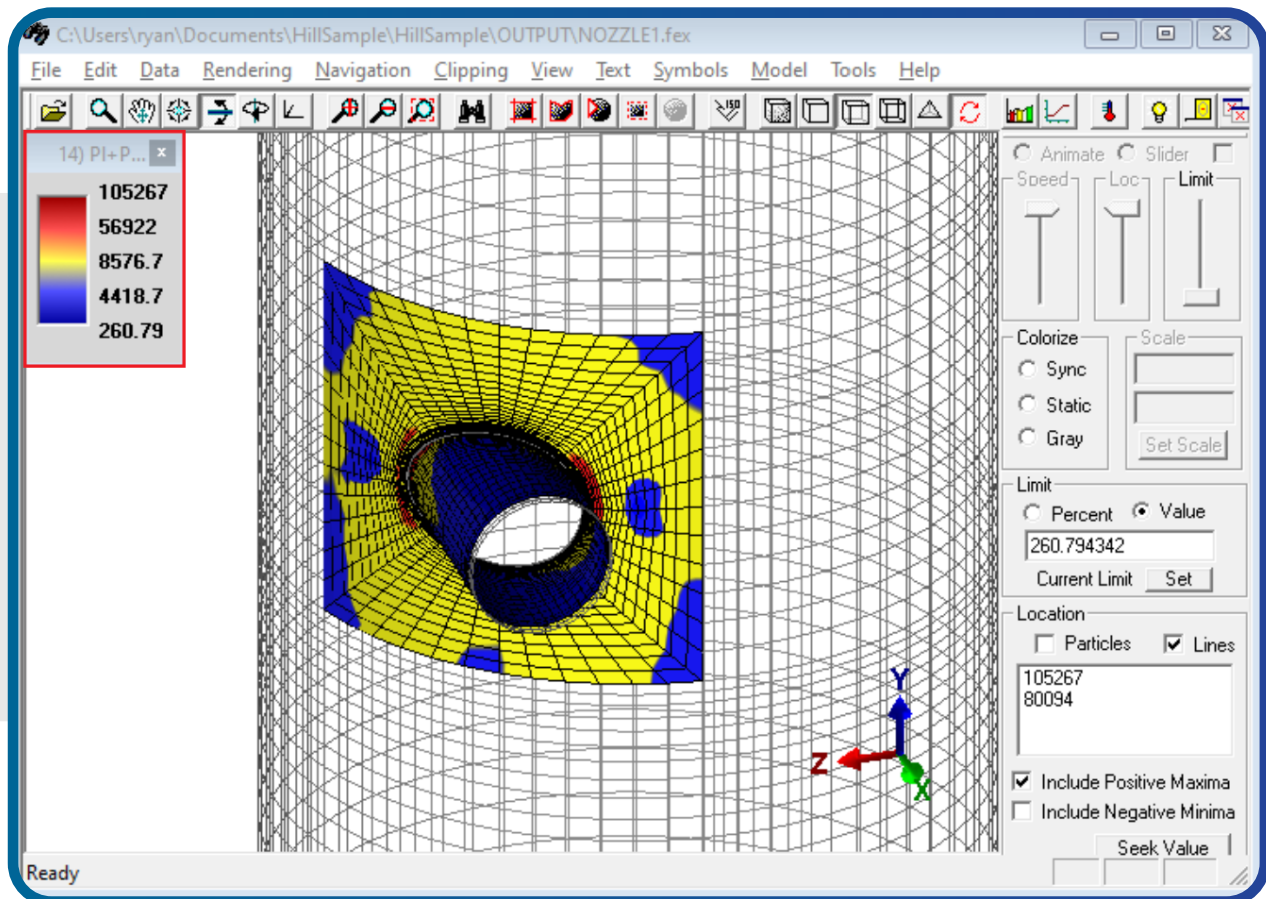 C:\Users\ryan\Documents\HillSample\HillSample\OUTPUT\NOZZLE1.fex
File Edit Data Rendering Navigation Clipping View Text Symbols Model Tools Help
14) PI+P...
105267
56922
8576.7
4418.7
260.79
Animate Slider
Speed Loc Limit
Colorize Scale
Sync
Static
Gray Set Scale
Limit
Percent Value
260.794342
Current Limit Set
Location
Particles Lines
105267
80094
Include Positive Maxima
Include Negative Minima
Seek Value
Y
Z
X
Ready